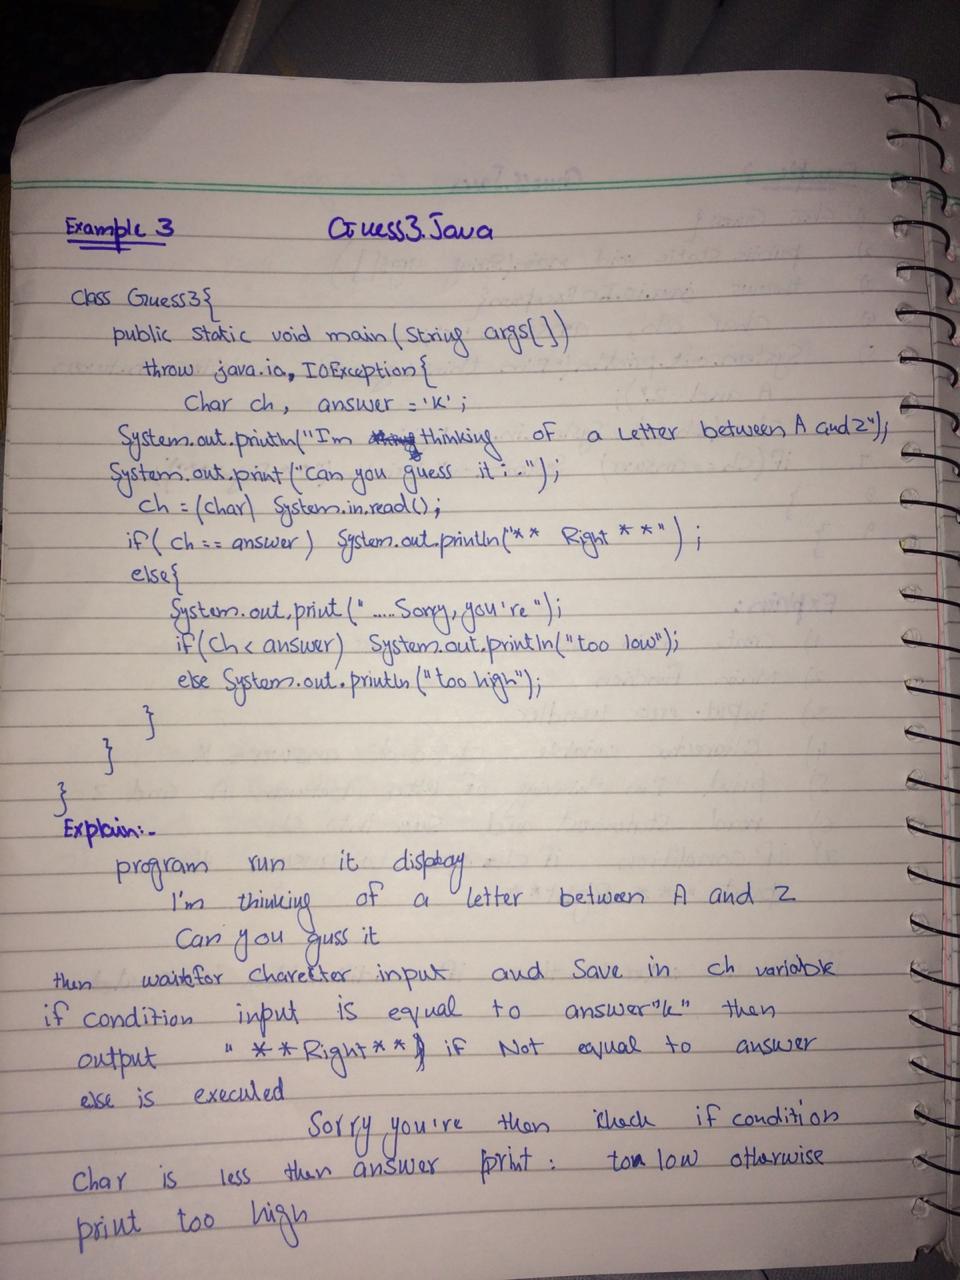 Example 3 Guess3.Java
class Guess3{
public static void main(String args[])
throw java.io, IOException{
Char ch, answer = 'K';
System.out.println("I'm thinking of a Letter between A and Z");
System.out.print("Can you guess it:-");
ch = (char) System.in.read();
if( ch == answer) System.out.println("** Right **");
else{
System.out.print(" ....Sorry, you're");
if(Ch < answer) System.out.println("too low");
else System.out.println("too high");
}
}
}
Explain:-
program run it display
I'm thinking of a letter between A and Z
Can you guss it
then wait for charetter input and Save in ch variable
if condition input is equal to answer "k" then
output " **Right** if Not equal to answer
else is executed
Sorry you're then check if condition
Char is less then answer print: too low otherwise
print too high